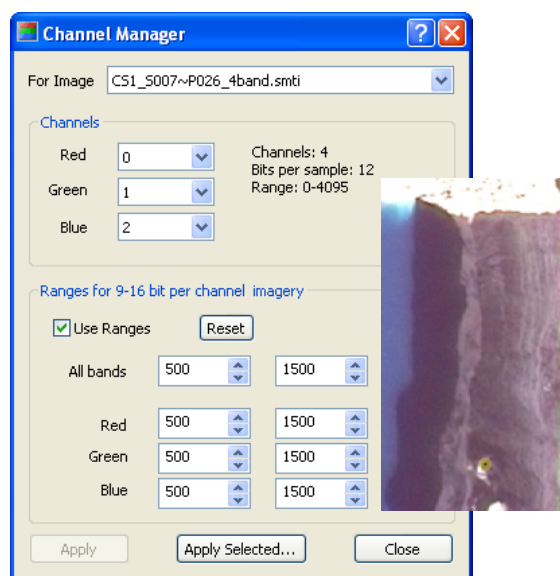 Channel Manager
For Image CS1_S007~P026_4band.smti
Channels
Red 0
Green 1
Blue 2
Channels: 4
Bits per sample: 12
Range: 0-4095
Ranges for 9-16 bit per channel imagery
Use Ranges Reset
All bands 500 1500
Red 500 1500
Green 500 1500
Blue 500 1500
Apply Apply Selected... Close